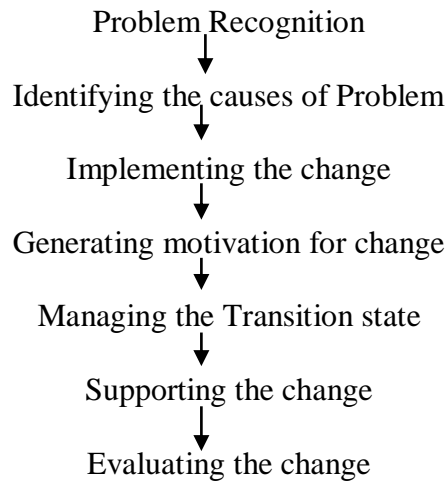 Problem Recognition
Identifying the causes of Problem
Implementing the change
Generating motivation for change
Managing the Transition state
Supporting the change
Evaluating the change